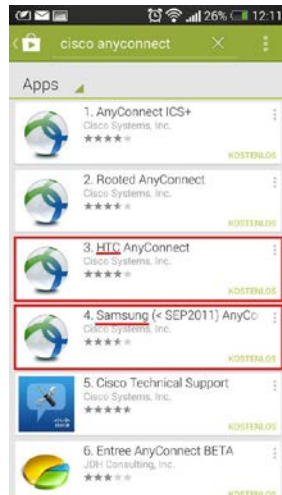 26% 12:11
cisco anyconnect
Apps
1. AnyConnect ICS+
Cisco Systems, Inc.
KOSTENLOS
2. Rooted AnyConnect
Cisco Systems, Inc.
KOSTENLOS
3. HTC AnyConnect
Cisco Systems, Inc.
KOSTENLOS
4. Samsung (< SEP2011) AnyCo
Cisco Systems, Inc.
KOSTENLOS
5. Cisco Technical Support
Cisco Systems, Inc.
KOSTENLOS
6. Entree AnyConnect BETA
JDH Consulting, Inc.
KOSTENLOS